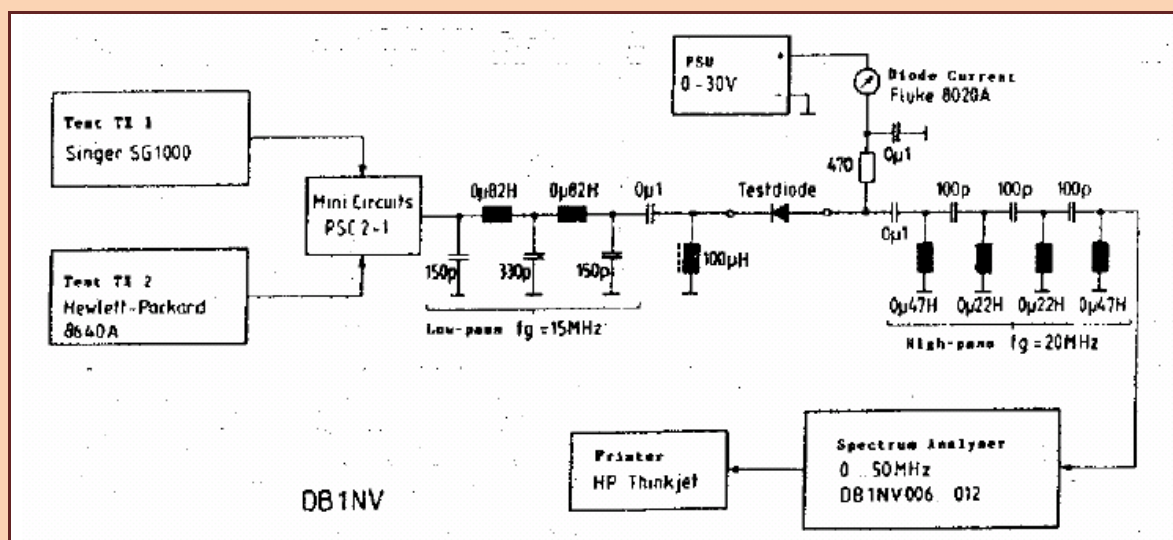 PSU
0-30V
+
-
Diode Current
Fluke 8020A
Test TX 1
Singer SG1000
0µ1
470
Mini Circuits
PSC 2-1
0µ82H
0µ82H
0µ1
Testdiode
100p
100p
100p
0µ1
150p
330p
150p
100µH
Test TX 2
Hewlett-Packard
8640A
0µ47H
0µ22H
0µ22H
0µ47H
Low-pass fg = 15MHz
High-pass fg = 20MHz
Printer
HP Thinkjet
Spectrum Analyser
0...50MHz
DB1NV006...012
DB1NV